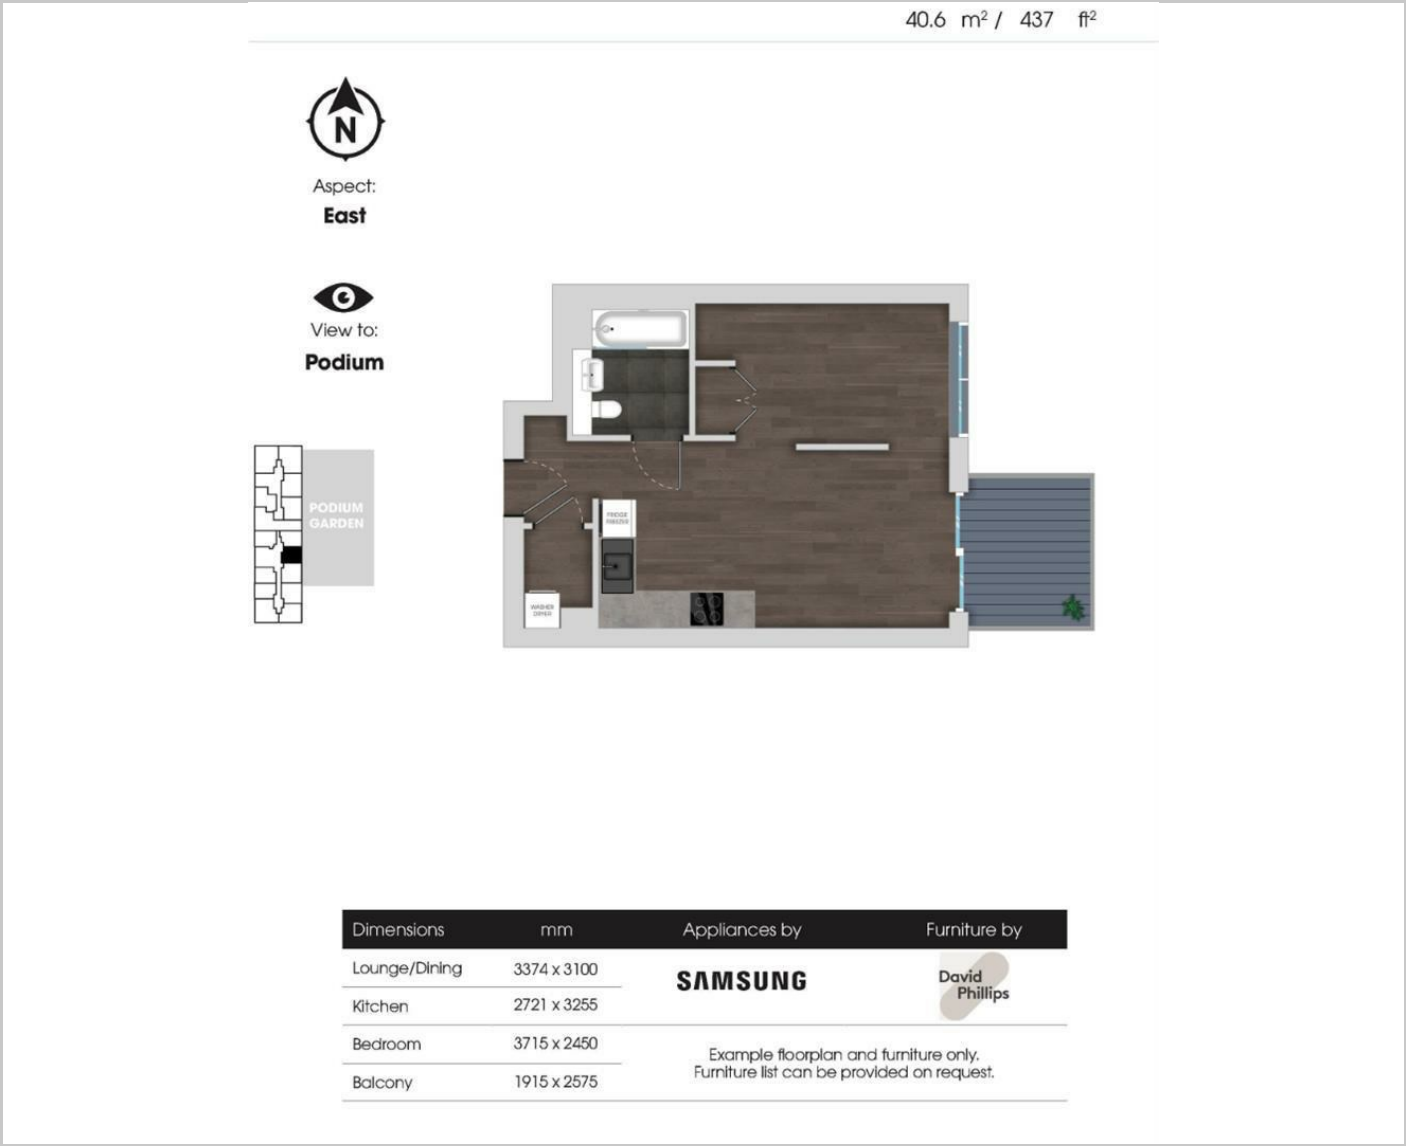 40.6 m² / 437 ft²
N
Aspect:
East
View to:
Podium
PODIUM
GARDEN
FRIDGE
FREEZER
WASHER
DRYER
Dimensions mm Appliances by Furniture by
Lounge/Dining 3374 x 3100
SAMSUNG
David
Phillips
Kitchen 2721 x 3255
Bedroom 3715 x 2450
Example floorplan and furniture only.
Furniture list can be provided on request.
Balcony 1915 x 2575